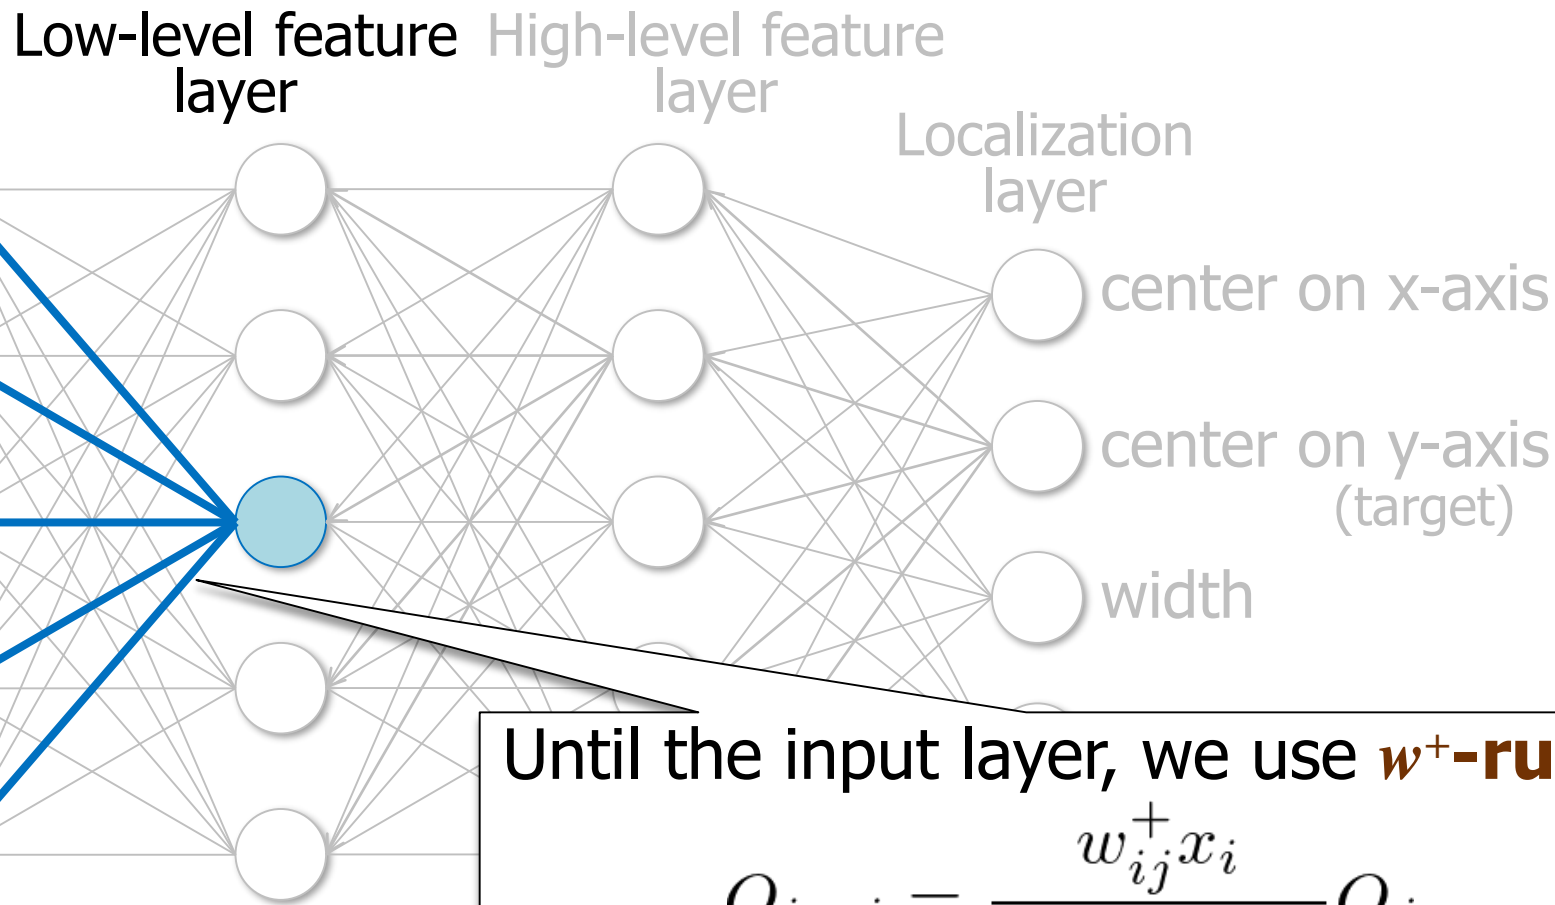 Low-level feature
layer
High-level feature
layer
Localization
layer
center on x-axis
center on y-axis
(target)
width
Until the input layer, we use w⁺-ru
w⁺ᵢⱼxᵢ
=